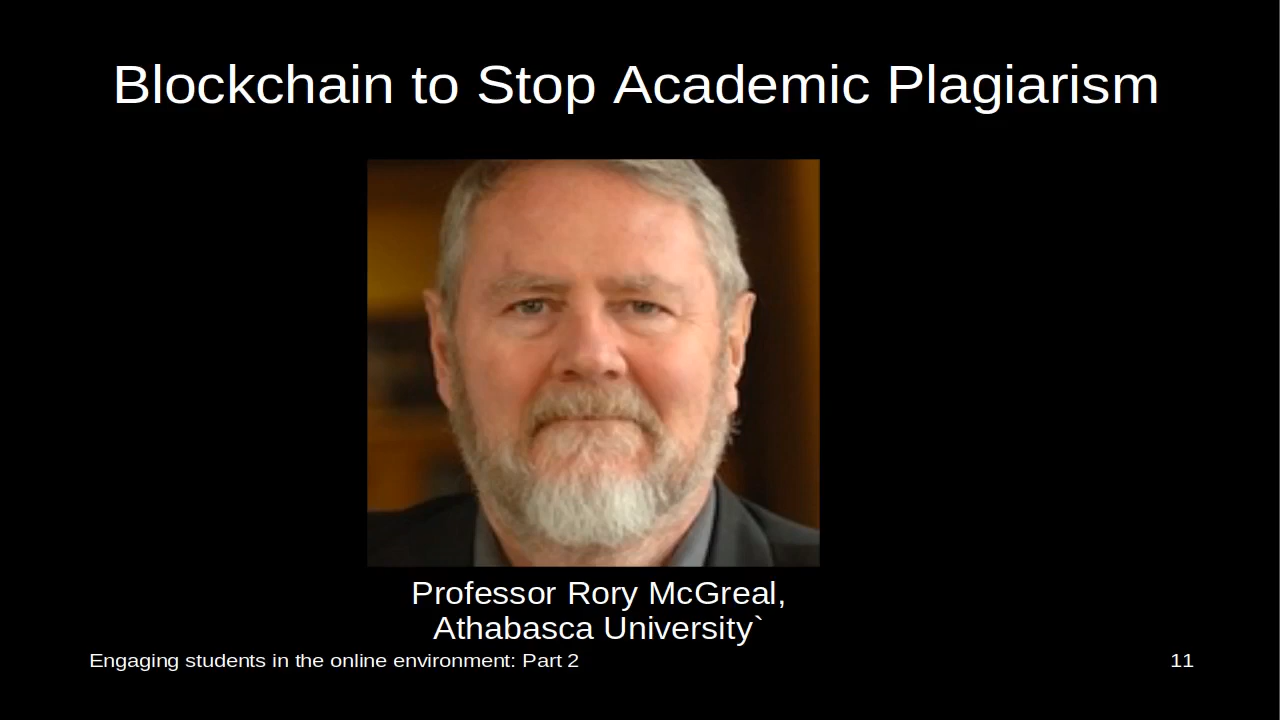 Blockchain to Stop Academic Plagiarism
Professor Rory McGreal,
Athabasca University`
Engaging students in the online environment: Part 2
11